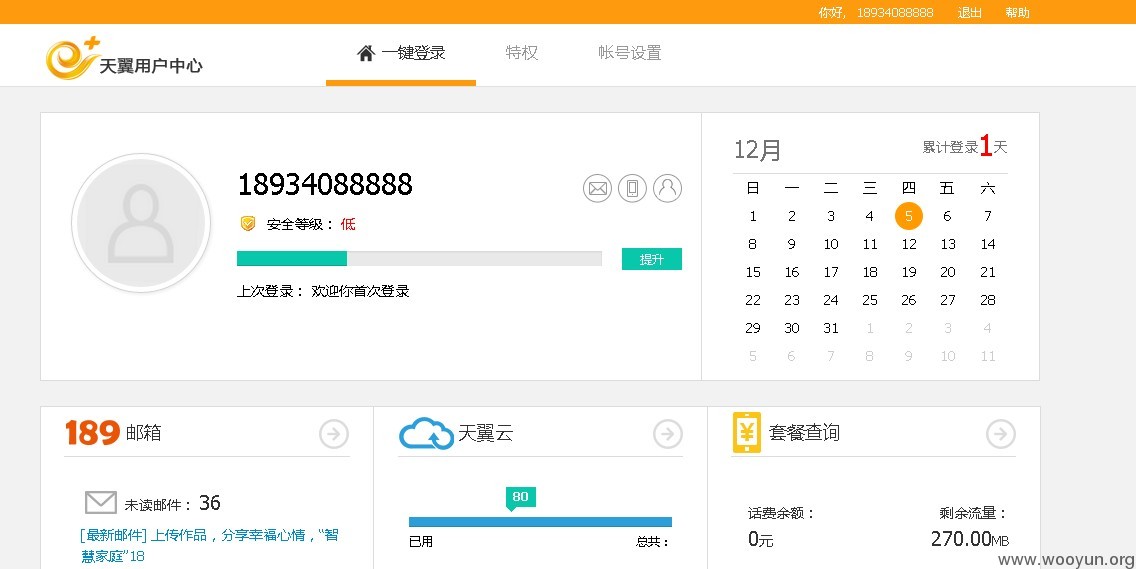 你好， 18934088888 退出 帮助
天翼用户中心 一键登录 特权 帐号设置
18934088888
安全等级： 低
提升
上次登录： 欢迎你首次登录
12月 累计登录1天
日 一 二 三 四 五 六
1 2 3 4 5 6 7
8 9 10 11 12 13 14
15 16 17 18 19 20 21
22 23 24 25 26 27 28
29 30 31 1 2 3 4
5 6 7 8 9 10 11
189 邮箱
未读邮件： 36
[最新邮件] 上传作品，分享幸福心情，“智
慧家庭”18
天翼云
80
已用 总共：
¥ 套餐查询
话费余额： 剩余流量：
0元 270.00MB
www.wooyun.org